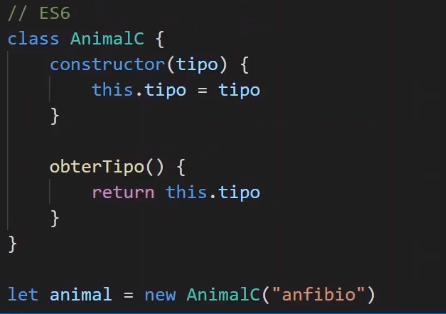 // ES6
class AnimalC {
    constructor(tipo) {
        this.tipo = tipo
    }

    obterTipo() {
        return this.tipo
    }
}

let animal = new AnimalC("anfibio")